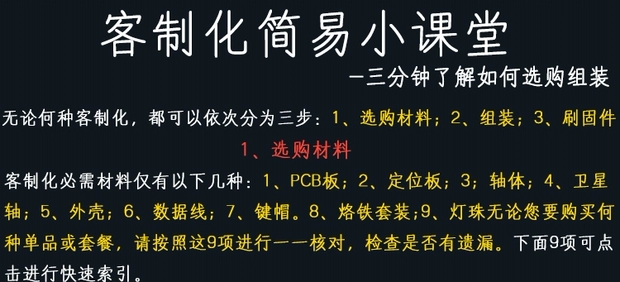 客制化简易小课堂
-三分钟了解如何选购组装
无论何种客制化，都可以依次分为三步：1、选购材料；2、组装；3、刷固件
1、选购材料
客制化必需材料仅有以下几种：1、PCB板；2、定位板；3；轴体；4、卫星
轴；5、外壳；6、数据线；7、键帽。8、烙铁套装;9、灯珠无论您要购买何
种单品或套餐，请按照这9项进行一一核对，检查是否有遗漏。下面9项可点
击进行快速索引。